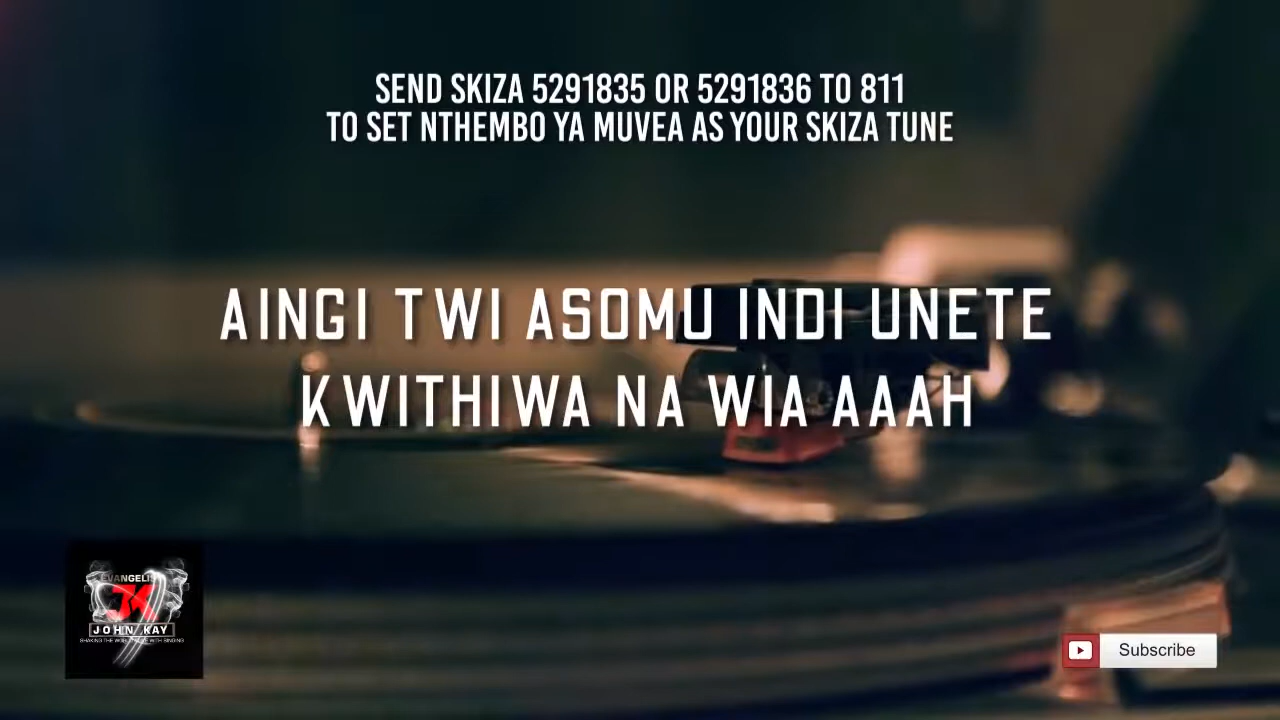 SEND SKIZA 5291835 OR 5291836 TO 811
TO SET NTHEMBO YA MUVEA AS YOUR SKIZA TUNE
AINGI TWI ASOMU INDI UNETE
KWITHIWA NA WIA AAAH
JOHN KAY
Subscribe